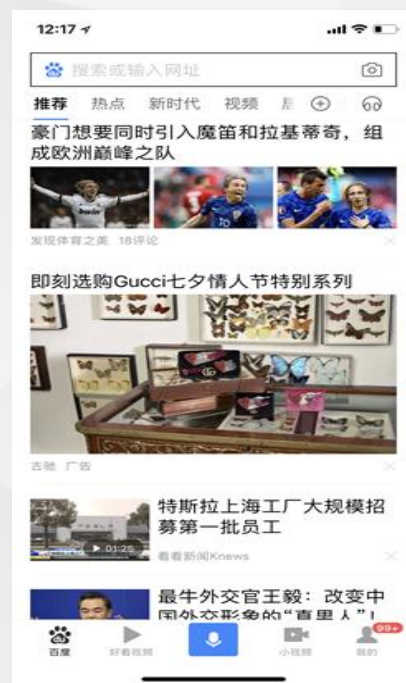 12:17
搜索或输入网址
推荐 热点 新时代 视频
豪门想要同时引入魔笛和拉基蒂奇，组
成欧洲巅峰之队
发现体育之美 18评论
即刻选购Gucci七夕情人节特别系列
古驰 广告
特斯拉上海工厂大规模招
募第一批员工
01:25
看看新闻Knews
最牛外交官王毅：改变中
国外交形象的“真男人”！
99+
百度 好看视频 小视频 我的